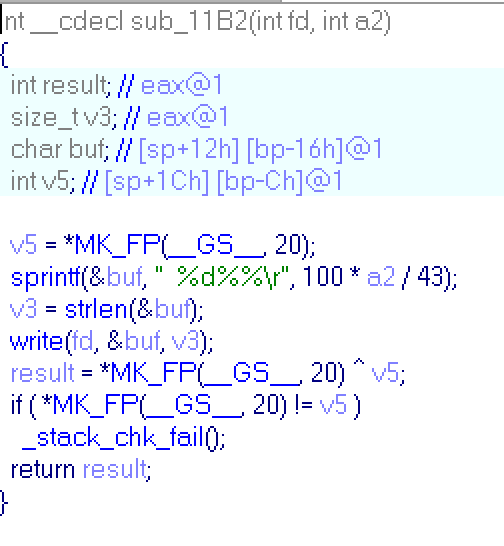 nt __cdecl sub_11B2(int fd, int a2)
{
int result; // eax@1
size_t v3; // eax@1
char buf; // [sp+12h] [bp-16h]@1
int v5; // [sp+1Ch] [bp-Ch]@1
v5 = *MK_FP(__GS__, 20);
sprintf(&buf, "  %d%%\r", 100 * a2 / 43);
v3 = strlen(&buf);
write(fd, &buf, v3);
result = *MK_FP(__GS__, 20) ^ v5;
if ( *MK_FP(__GS__, 20) != v5 )
_stack_chk_fail();
return result;
}